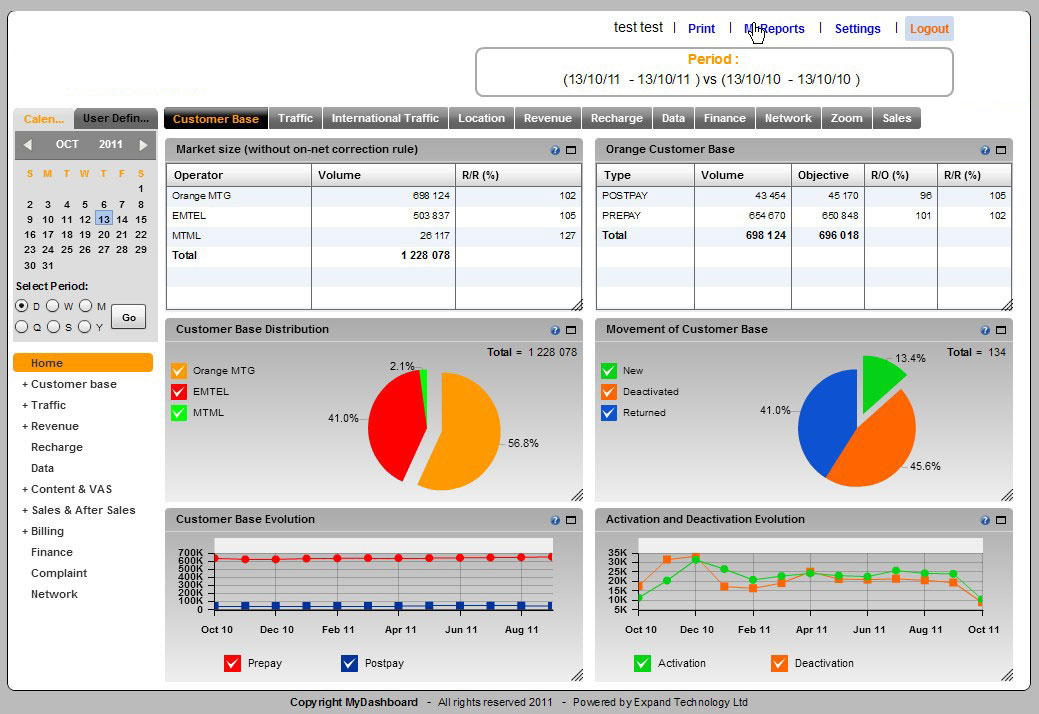 test test | Print | M Reports | Settings | Logout
Period :
(13/10/11 - 13/10/11 ) vs (13/10/10 - 13/10/10 )
Calen... User Defin...
Customer Base Traffic International Traffic Location Revenue Recharge Data Finance Network Zoom Sales
OCT 2011
S M T W T F S
1
2 3 4 5 6 7 8
9 10 11 12 13 14 15
16 17 18 19 20 21 22
23 24 25 26 27 28 29
30 31
Select Period:
D W M
Q S Y
Go
Home
+ Customer base
+ Traffic
+ Revenue
Recharge
Data
+ Content & VAS
+ Sales & After Sales
+ Billing
Finance
Complaint
Network
Market size (without on-net correction rule)
Operator Volume R/R (%)
Orange MTG 698 124 102
EMTEL 503 837 105
MTML 26 117 127
Total 1 228 078
Orange Customer Base
Type Volume Objective R/O (%) R/R (%)
POSTPAY 43 454 45 170 96 105
PREPAY 654 670 650 848 101 102
Total 698 124 696 018
Customer Base Distribution
Total = 1 228 078
Orange MTG
EMTEL
MTML
2.1%
41.0%
56.8%
Movement of Customer Base
Total = 134
New
Deactivated
Returned
13.4%
41.0%
45.6%
Customer Base Evolution
700K
600K
500K
400K
300K
200K
100K
0
Oct 10 Dec 10 Feb 11 Apr 11 Jun 11 Aug 11
Prepay Postpay
Activation and Deactivation Evolution
35K
30K
25K
20K
15K
10K
5K
Oct 10 Dec 10 Feb 11 Apr 11 Jun 11 Aug 11 Oct 11
Activation Deactivation
Copyright MyDashboard - All rights reserved 2011 - Powered by Expand Technology Ltd